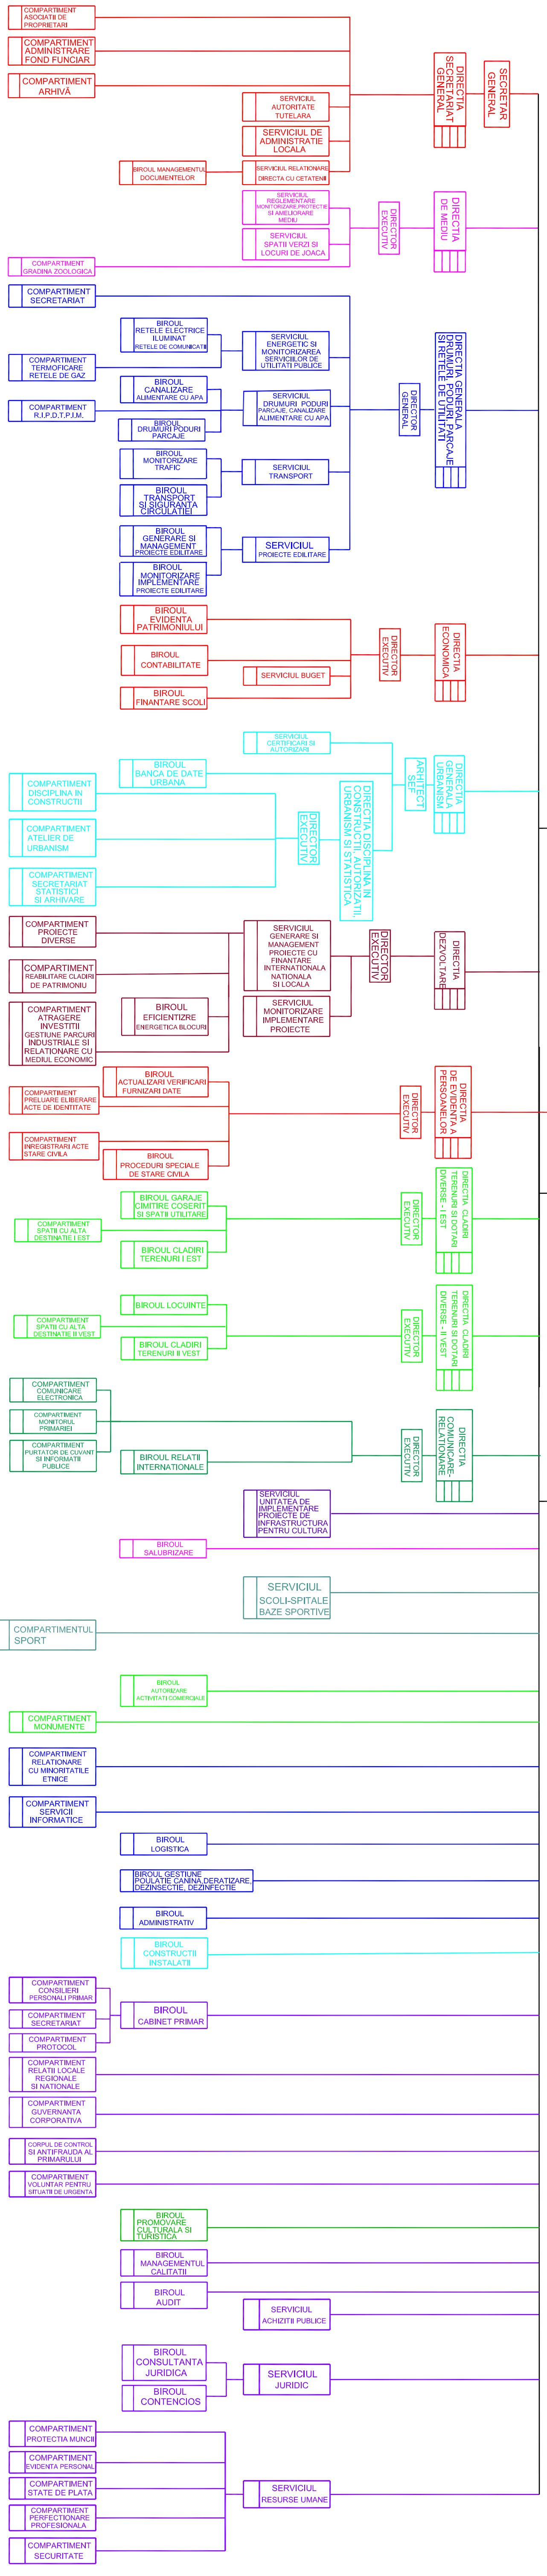 COMPARTIMENT
ASOCIATII DE
PROPRIETARI
COMPARTIMENT
ADMINISTRARE
FOND FUNCIAR
COMPARTIMENT
ARHIVĂ
SERVICIUL
AUTORITATE
TUTELARA
SERVICIUL DE
ADMINISTRATIE
LOCALA
BIROUL MANAGEMENTUL
DOCUMENTELOR
SERVICIUL RELATIONARE
DIRECTA CU CETATENII
DIRECTIA
SECRETARIAT
GENERAL
SECRETAR
GENERAL
SERVICIUL
REGLEMENTARE
MONITORIZARE,PROTECTIE
SI AMELIORARE
MEDIU
SERVICIUL
SPATII VERZI SI
LOCURI DE JOACA
COMPARTIMENT
GRADINA ZOOLOGICA
DIRECTOR
EXECUTIV
DIRECTIA
DE MEDIU
COMPARTIMENT
SECRETARIAT
BIROUL
RETELE ELECTRICE
ILUMINAT
RETELE DE COMUNICATII
SERVICIUL
ENERGETIC SI
MONITORIZAREA
SERVICIILOR DE
UTILITATI PUBLICE
COMPARTIMENT
TERMOFICARE
RETELE DE GAZ
BIROUL
CANALIZARE
ALIMENTARE CU APA
SERVICIUL
DRUMURI PODURI
PARCAJE, CANALIZARE
ALIMENTARE CU APA
COMPARTIMENT
R.I.P,D,T,P.I.M.
BIROUL
DRUMURI PODURI
PARCAJE
BIROUL
MONITORIZARE
TRAFIC
SERVICIUL
TRANSPORT
BIROUL
TRANSPORT
SI SIGURANTA
CIRCULATIEI
BIROUL
GENERARE SI
MANAGEMENT
PROIECTE EDILITARE
SERVICIUL
PROIECTE EDILITARE
BIROUL
MONITORIZARE
IMPLEMENTARE
PROIECTE EDILITARE
DIRECTOR
GENERAL
DIRECTIA GENERALA
DRUMURI, PODURI, PARCAJE
SI RETELE DE UTILITATI
BIROUL
EVIDENTA
PATRIMONIULUI
BIROUL
CONTABILITATE
SERVICIUL BUGET
BIROUL
FINANTARE SCOLI
DIRECTOR
EXECUTIV
DIRECTIA
ECONOMICA
SERVICIUL
CERTIFICARI SI
AUTORIZARI
BIROUL
BANCA DE DATE
URBANA
COMPARTIMENT
DISCIPLINA IN
CONSTRUCTII
COMPARTIMENT
ATELIER DE
URBANISM
COMPARTIMENT
SECRETARIAT
STATISTICI
SI ARHIVARE
DIRECTOR
EXECUTIV
DIRECTIA DISCIPLINA IN
CONSTRUCTII, AUTORIZATII,
URBANISM SI STATISTICA
ARHITECT
SEF
DIRECTIA
GENERALA
URBANISM
COMPARTIMENT
PROIECTE
DIVERSE
SERVICIUL
GENERARE SI
MANAGEMENT
PROIECTE CU
FINANTARE
INTERNATIONALA
NATIONALA
SI LOCALA
COMPARTIMENT
REABILITARE CLADIRI
DE PATRIMONIU
COMPARTIMENT
ATRAGERE
INVESTITII
GESTIUNE PARCURI
INDUSTRIALE SI
RELATIONARE CU
MEDIUL ECONOMIC
BIROUL
EFICIENTIZRE
ENERGETICA BLOCURI
SERVICIUL
MONITORIZARE
IMPLEMENTARE
PROIECTE
DIRECTOR
EXECUTIV
DIRECTIA
DEZVOLTARE
BIROUL
ACTUALIZARI VERIFICARI
FURNIZARI DATE
COMPARTIMENT
PRELUARE ELIBERARE
ACTE DE IDENTITATE
COMPARTIMENT
INREGISTRARI ACTE
STARE CIVILA
BIROUL
PROCEDURI SPECIALE
DE STARE CIVILA
DIRECTOR
EXECUTIV
DIRECTIA
DE EVIDENTA A
PERSOANELOR
BIROUL GARAJE
CIMITIRE COSERIT
SI SPATII UTILITARE
COMPARTIMENT
SPATII CU ALTA
DESTINATIE I EST
BIROUL CLADIRI
TERENURI I-EST
DIRECTOR
EXECUTIV
DIRECTIA CLADIRI
TERENURI SI DOTARI
DIVERSE - I EST
BIROUL LOCUINTE
COMPARTIMENT
SPATII CU ALTA
DESTINATIE II VEST
BIROUL CLADIRI
TERENURI II VEST
DIRECTOR
EXECUTIV
DIRECTIA CLADIRI
TERENURI SI DOTARI
DIVERSE - II VEST
COMPARTIMENT
COMUNICARE
ELECTRONICA
COMPARTIMENT
MONITORUL
PRIMARIEI
COMPARTIMENT
PURTATOR DE CUVANT
SI INFORMATII
PUBLICE
BIROUL RELATII
INTERNATIONALE
DIRECTOR
EXECUTIV
DIRECTIA
COMUNICARE-
RELATIONARE
SERVICIUL
UNITATEA DE
IMPLEMENTARE
PROIECTE DE
INFRASTRUCTURA
PENTRU CULTURA
BIROUL
SALUBRIZARE
SERVICIUL
SCOLI-SPITALE
BAZE SPORTIVE
COMPARTIMENTUL
SPORT
BIROUL
AUTORIZARE
ACTIVITATI COMERCIALE
COMPARTIMENT
MONUMENTE
COMPARTIMENT
RELATIONARE
CU MINORITATILE
ETNICE
COMPARTIMENT
SERVICII
INFORMATICE
BIROUL
LOGISTICA
BIROUL GESTIUNE
POULATIE CANINA,DERATIZARE,
DEZINSECTIE, DEZINFECTIE
BIROUL
ADMINISTRATIV
BIROUL
CONSTRUCTII
INSTALATII
COMPARTIMENT
CONSILIERI
PERSONALI PRIMAR
COMPARTIMENT
SECRETARIAT
BIROUL
CABINET PRIMAR
COMPARTIMENT
PROTOCOL
COMPARTIMENT
RELATII LOCALE
REGIONALE
SI NATIONALE
COMPARTIMENT
GUVERNANTA
CORPORATIVA
CORPUL DE CONTROL
SI ANTIFRAUDA AL
PRIMARULUI
COMPARTIMENT
VOLUNTAR PENTRU
SITUATII DE URGENTA
BIROUL
PROMOVARE
CULTURALA SI
TURISTICA
BIROUL
MANAGEMENTUL
CALITATII
BIROUL
AUDIT
SERVICIUL
ACHIZITII PUBLICE
BIROUL
CONSULTANTA
JURIDICA
SERVICIUL
JURIDIC
BIROUL
CONTENCIOS
COMPARTIMENT
PROTECTIA MUNCII
COMPARTIMENT
EVIDENTA PERSONAL
COMPARTIMENT
STATE DE PLATA
SERVICIUL
RESURSE UMANE
COMPARTIMENT
PERFECTIONARE
PROFESIONALA
COMPARTIMENT
SECURITATE